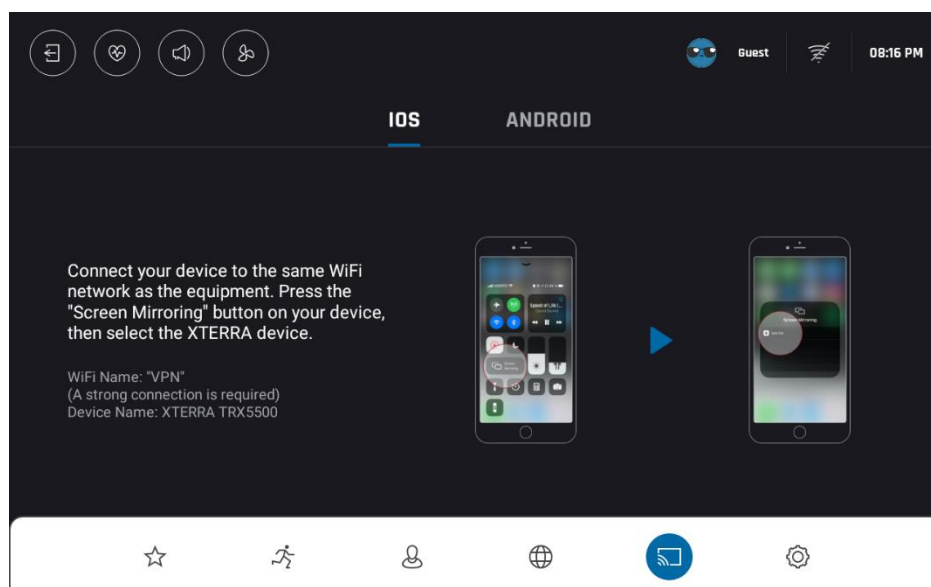 Guest
08:16 PM
IOS
ANDROID
Connect your device to the same WiFi
network as the equipment. Press the
"Screen Mirroring" button on your device,
then select the XTERRA device.
WiFi Name: "VPN"
(A strong connection is required)
Device Name: XTERRA TRX5500
Screen Mirroring
Screen Mirroring